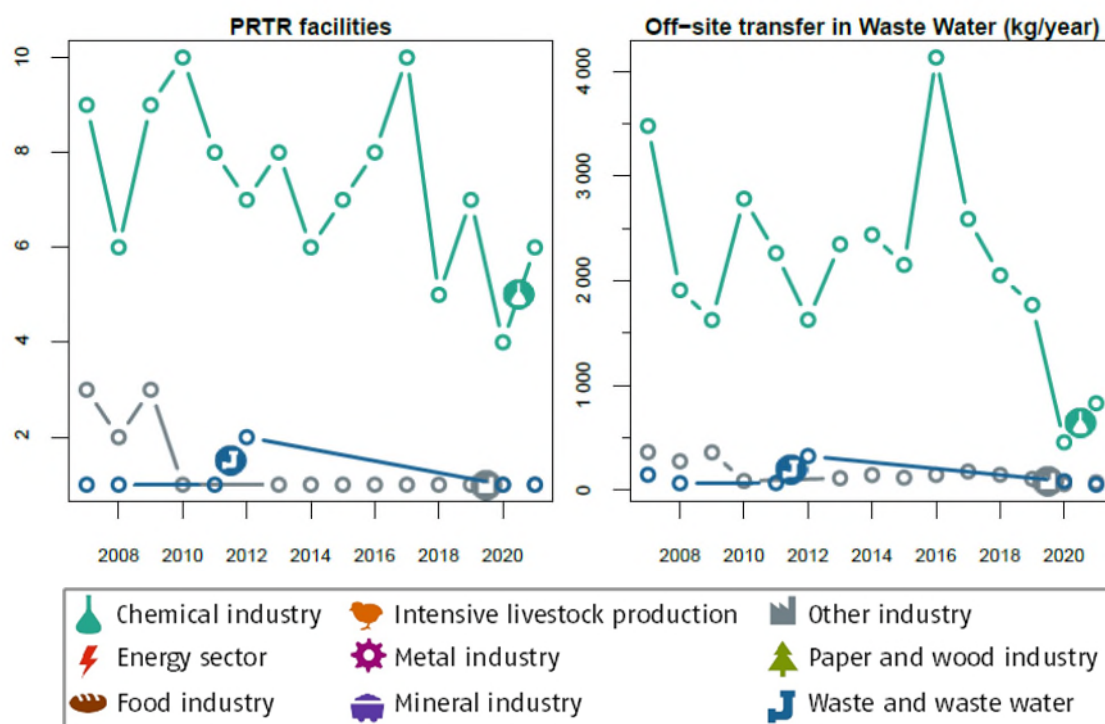 PRTR facilities
10
8
6
4
2
2008 2010 2012 2014 2016 2018 2020
Off-site transfer in Waste Water (kg/year)
4 000
3 000
2 000
1 000
0
2008 2010 2012 2014 2016 2018 2020
Chemical industry Intensive livestock production Other industry
Energy sector Metal industry Paper and wood industry
Food industry Mineral industry Waste and waste water